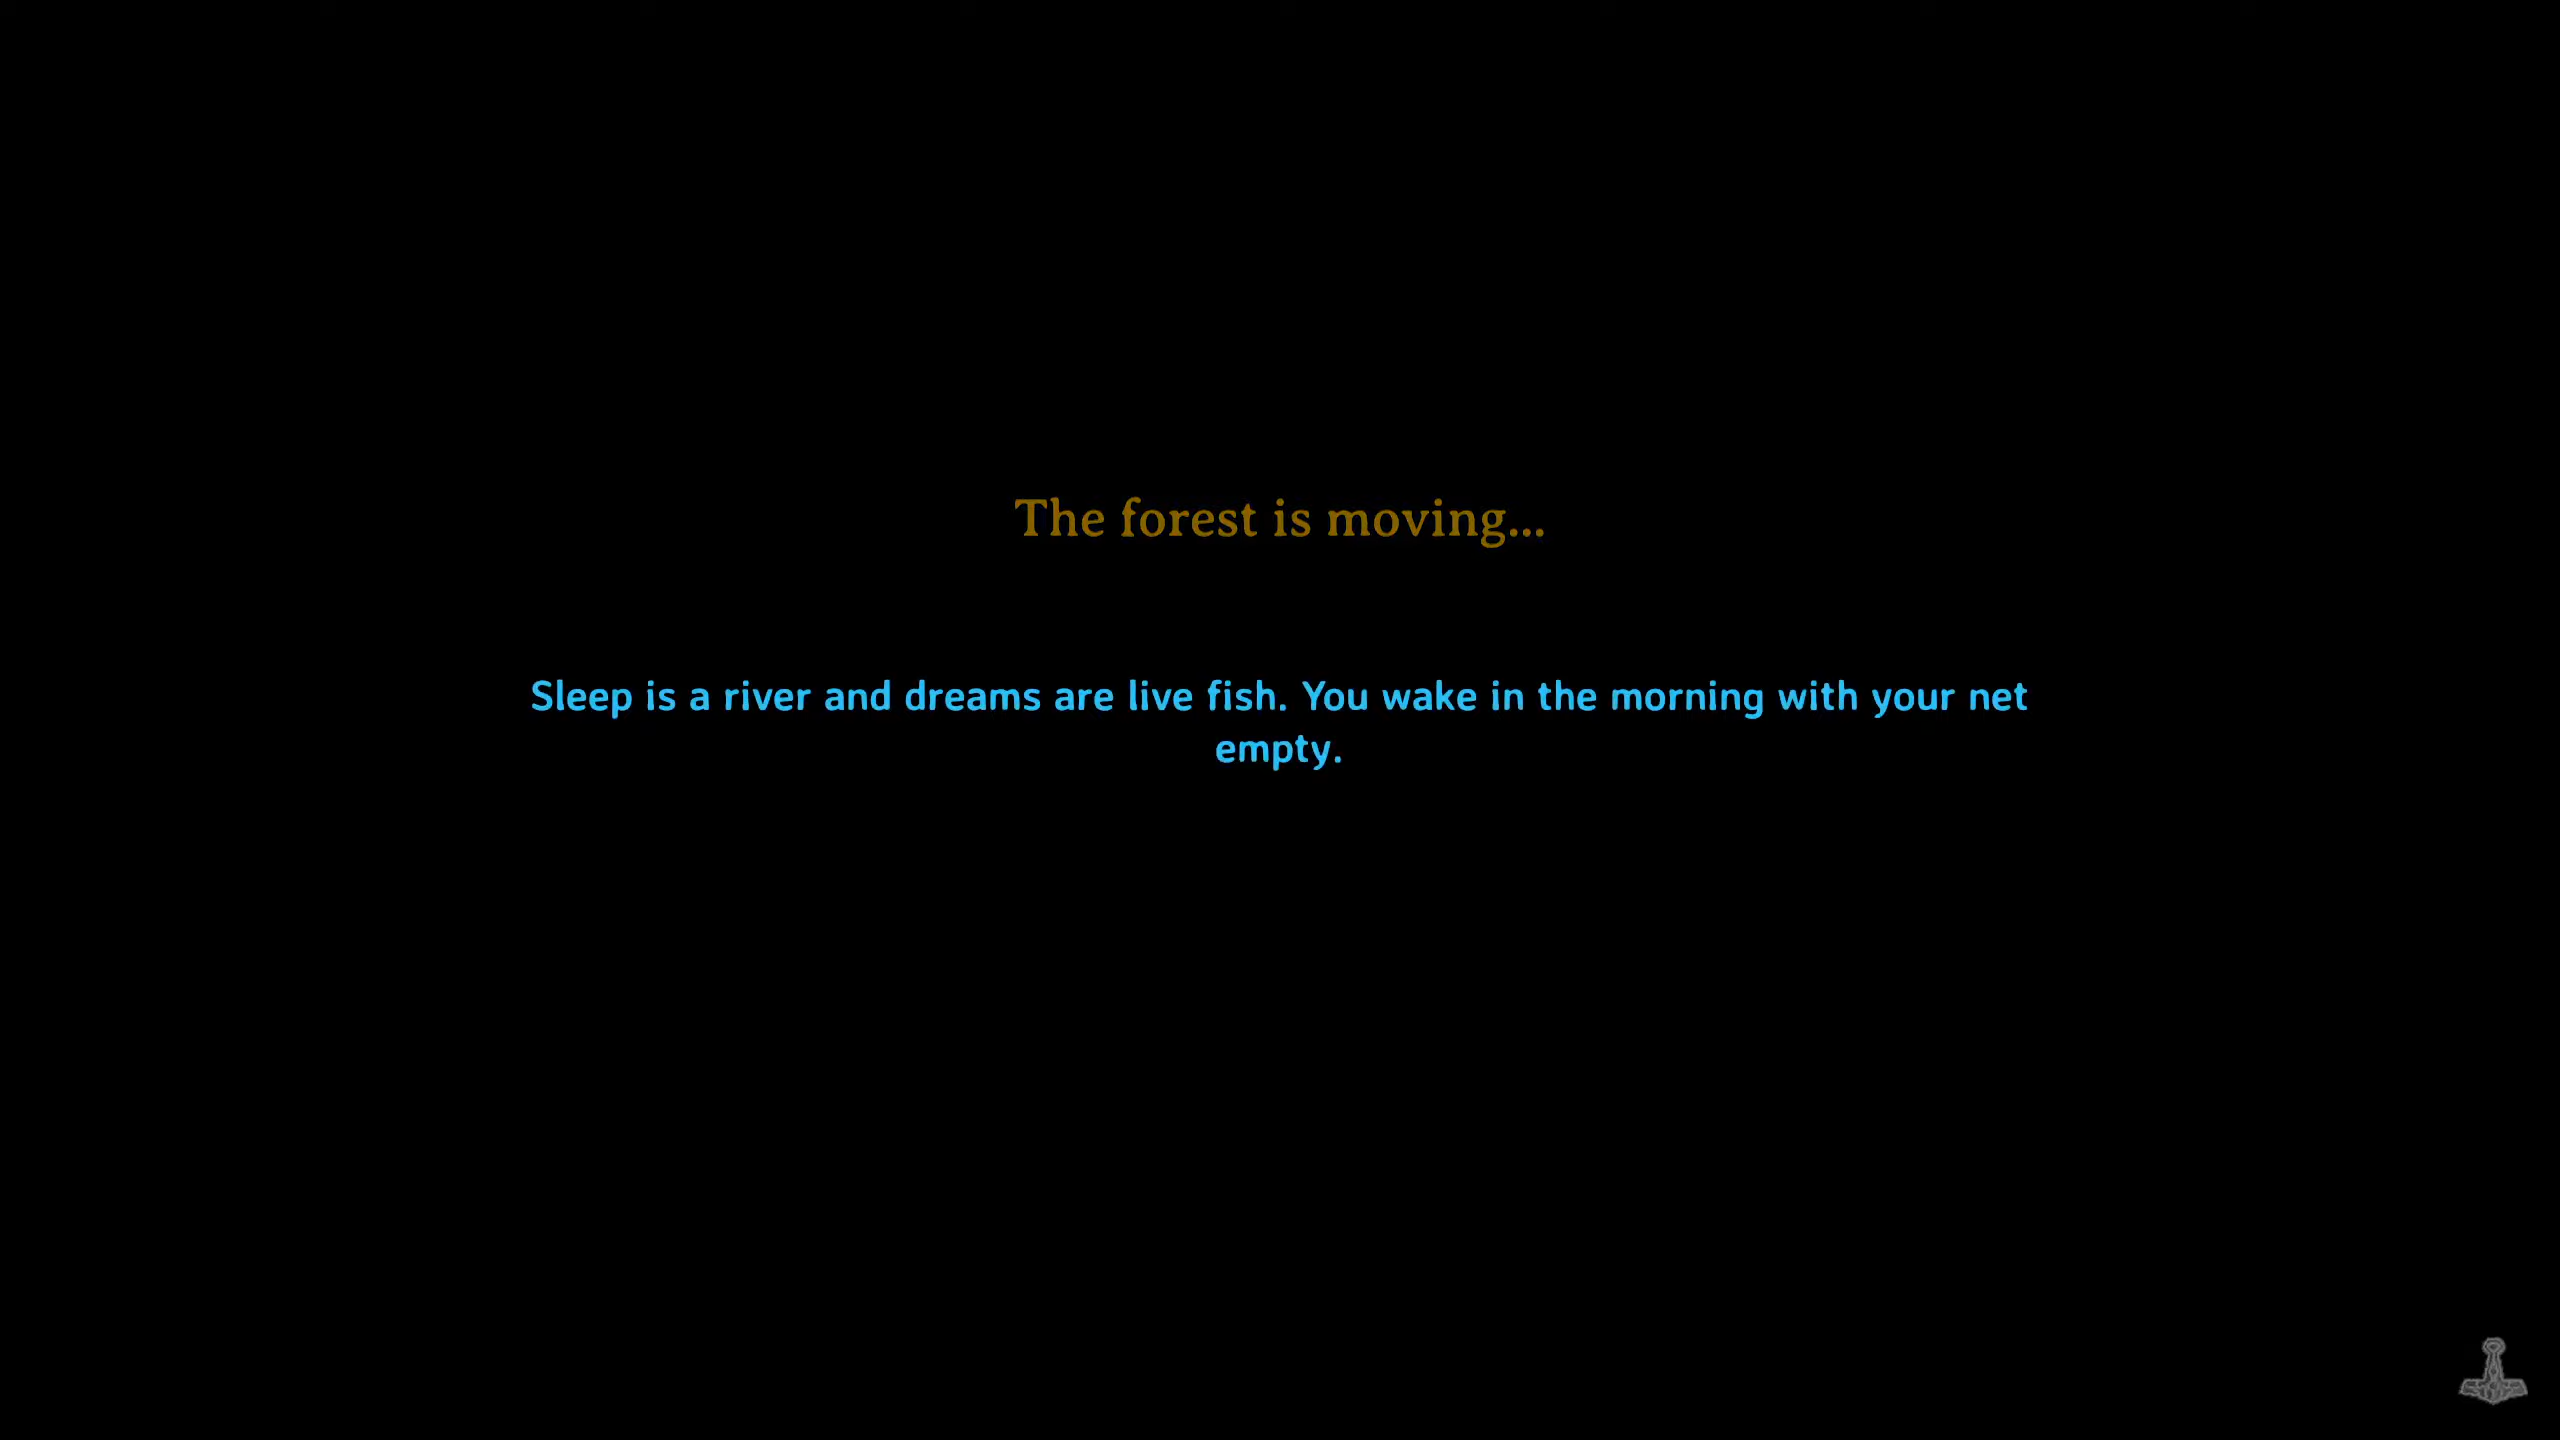 The forest is moving...
Sleep is a river and dreams are live fish. You wake in the morning with your net
empty.